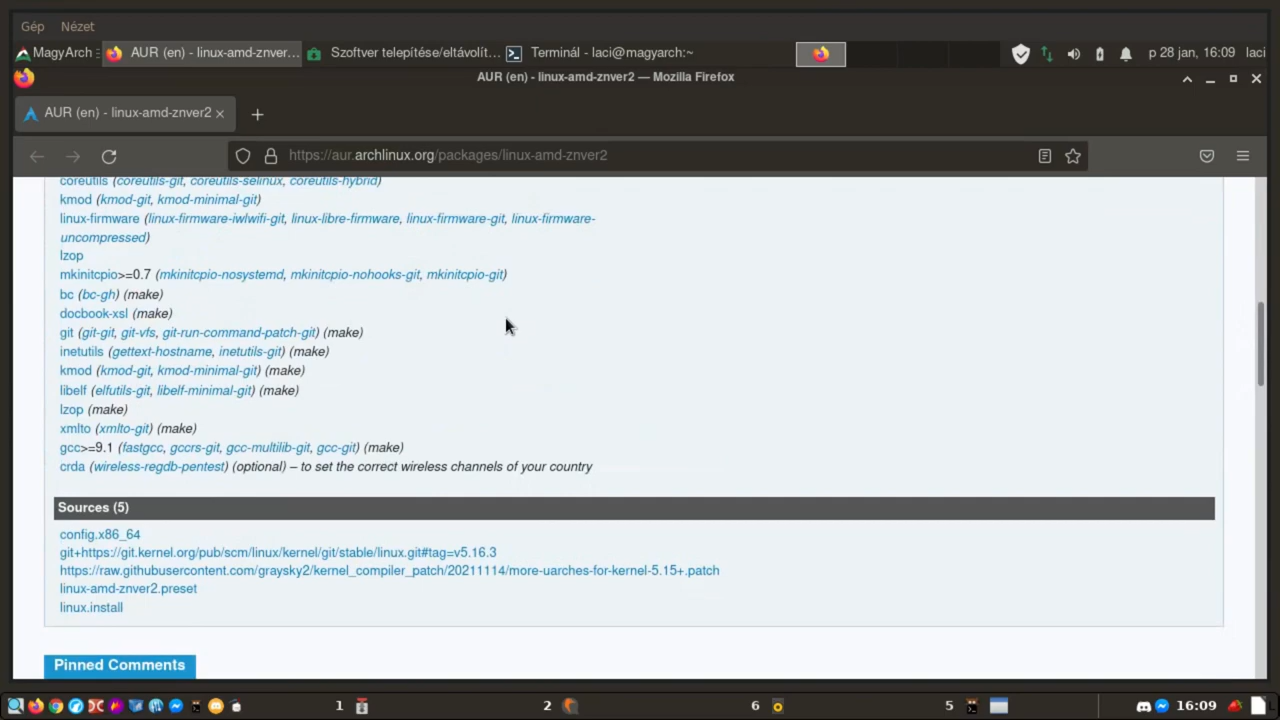 Gép Nézet
MagyArch AUR (en) - linux-amd-znver... Szoftver telepítése/eltávolít... Terminál - laci@magyarch:~ p 28 jan, 16:09 laci
AUR (en) - linux-amd-znver2 — Mozilla Firefox
AUR (en) - linux-amd-znver2
https://aur.archlinux.org/packages/linux-amd-znver2
coreutils (coreutils-git, coreutils-selinux, coreutils-hybrid)
kmod (kmod-git, kmod-minimal-git)
linux-firmware (linux-firmware-iwlwifi-git, linux-libre-firmware, linux-firmware-git, linux-firmware-
uncompressed)
lzop
mkinitcpio>=0.7 (mkinitcpio-nosystemd, mkinitcpio-nohooks-git, mkinitcpio-git)
bc (bc-gh) (make)
docbook-xsl (make)
git (git-git, git-vfs, git-run-command-patch-git) (make)
inetutils (gettext-hostname, inetutils-git) (make)
kmod (kmod-git, kmod-minimal-git) (make)
libelf (elfutils-git, libelf-minimal-git) (make)
lzop (make)
xmlto (xmlto-git) (make)
gcc>=9.1 (fastgcc, gccrs-git, gcc-multilib-git, gcc-git) (make)
crda (wireless-regdb-pentest) (optional) – to set the correct wireless channels of your country
Sources (5)
config.x86_64
git+https://git.kernel.org/pub/scm/linux/kernel/git/stable/linux.git#tag=v5.16.3
https://raw.githubusercontent.com/graysky2/kernel_compiler_patch/20211114/more-uarches-for-kernel-5.15+.patch
linux-amd-znver2.preset
linux.install
Pinned Comments
1 2 6 5 16:09